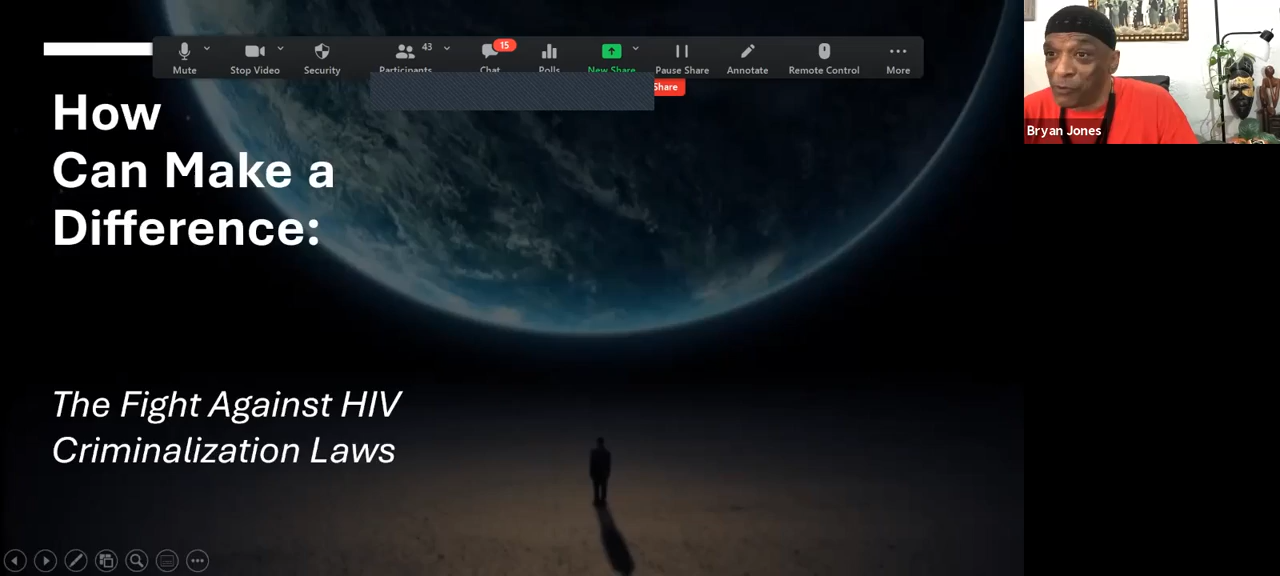 43
15
Mute
Stop Video
Security
Participants
Chat
Polls
New Share
Pause Share
Annotate
Remote Control
More
Share
How
Can Make a
Difference:
Bryan Jones
The Fight Against HIV
Criminalization Laws